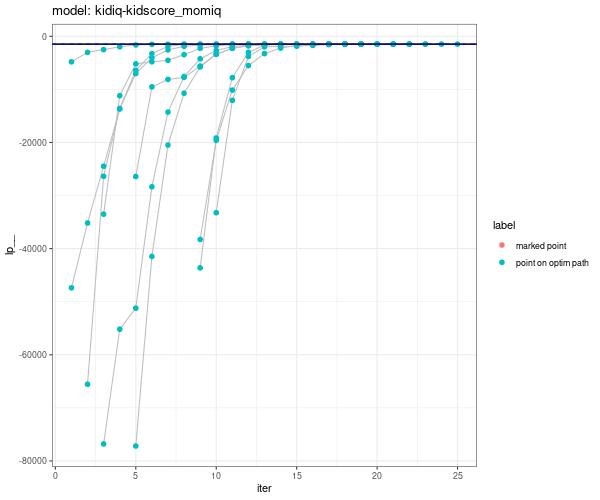 model: kidiq-kidscore_momiq
0
-20000
-40000
-60000
-80000
lp__
0
5
10
15
20
25
iter
label
marked point
point on optim path